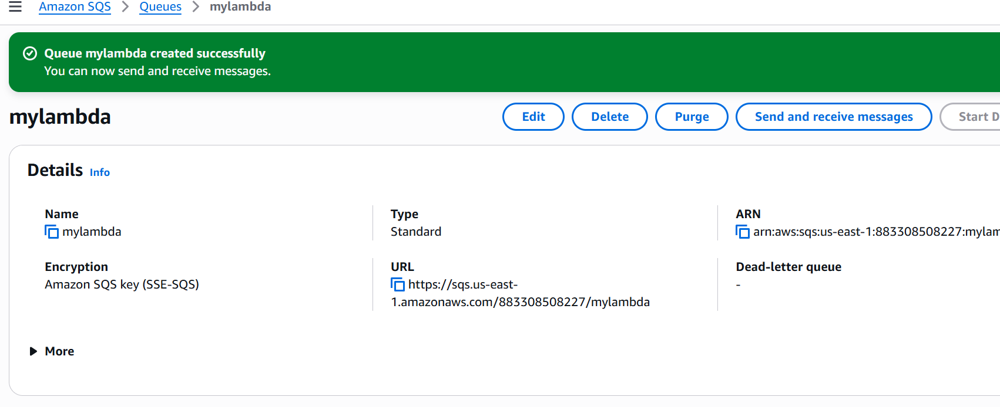 Amazon SQS > Queues > mylambda
Queue mylambda created successfully
You can now send and receive messages.
mylambda
Edit Delete Purge Send and receive messages Start D
Details Info
Name Type ARN
mylambda Standard arn:aws:sqs:us-east-1:883308508227:mylam
Encryption URL Dead-letter queue
Amazon SQS key (SSE-SQS) https://sqs.us-east- -
1.amazonaws.com/883308508227/mylambda
More